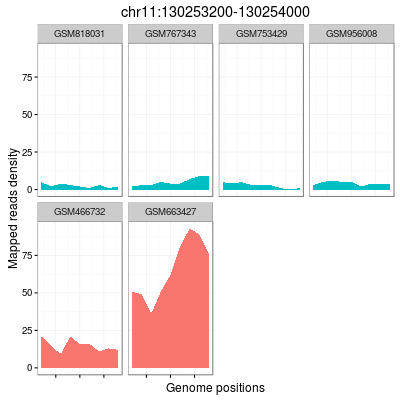 chr11:130253200-130254000
GSM818031 GSM767343 GSM753429 GSM956008
75
50
25
0
Mapped reads density
GSM466732 GSM663427
75
50
25
0
Genome positions